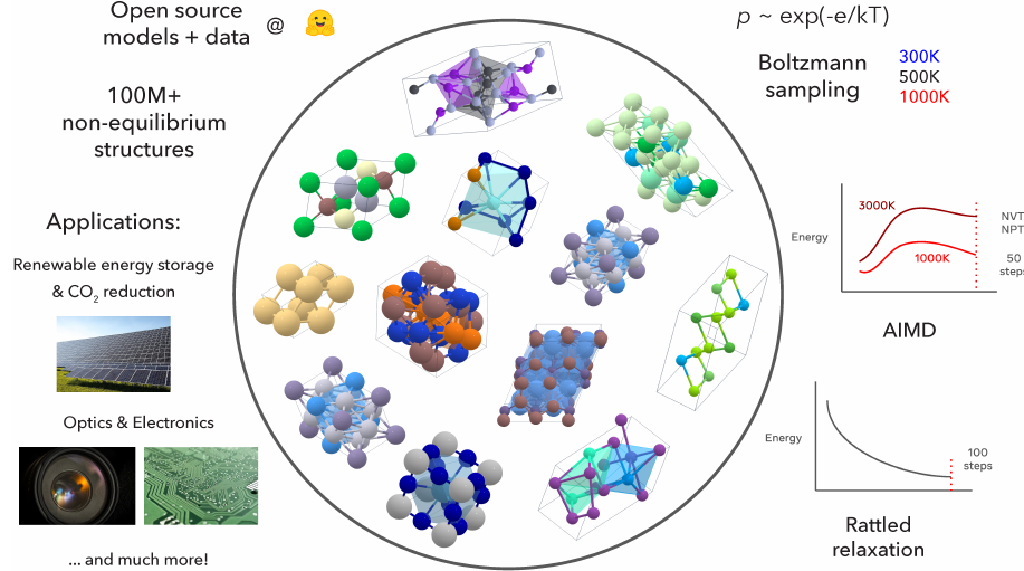 Open source
models + data @
100M+
non-equilibrium
structures
Applications:
Renewable energy storage
& CO₂ reduction
Optics & Electronics
... and much more!
p ~ exp(-e/kT)
Boltzmann
sampling
300K
500K
1000K
3000K
1000K
Energy
NVT
NPT
50
steps
AIMD
Energy
100
steps
Rattled
relaxation